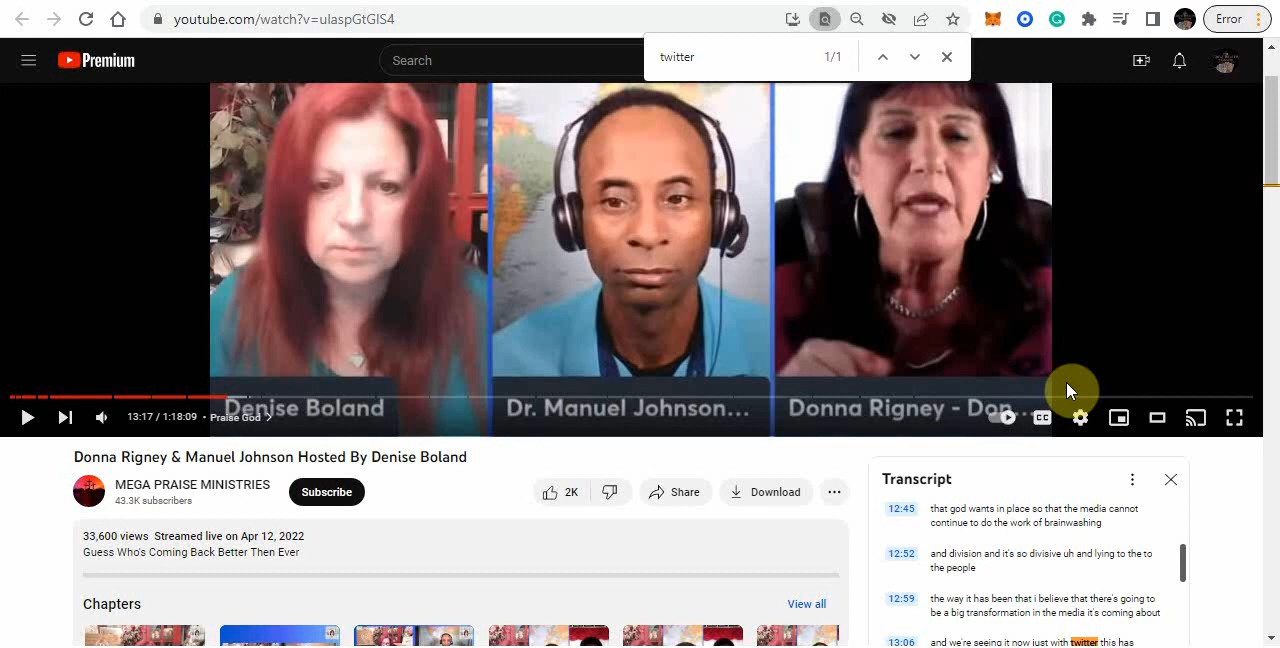 youtube.com/watch?v=ulaspGtGlS4
Error
twitter
1/1
Premium
Search
Denise Boland
Dr. Manuel Johnson...
Donna Rigney - Don...
13:17 / 1:18:09 • Praise God
CC
Donna Rigney & Manuel Johnson Hosted By Denise Boland
MEGA PRAISE MINISTRIES
43.3K subscribers
Subscribe
2K
Share
Download
33,600 views Streamed live on Apr 12, 2022
Guess Who's Coming Back Better Then Ever
Chapters
View all
Transcript
12:45
that god wants in place so that the media cannot
continue to do the work of brainwashing
12:52
and division and it's so divisive uh and lying to the to
the people
12:59
the way it has been that i believe that there's going to
be a big transformation in the media it's coming about
13:06
and we're seeing it now just with twitter this has